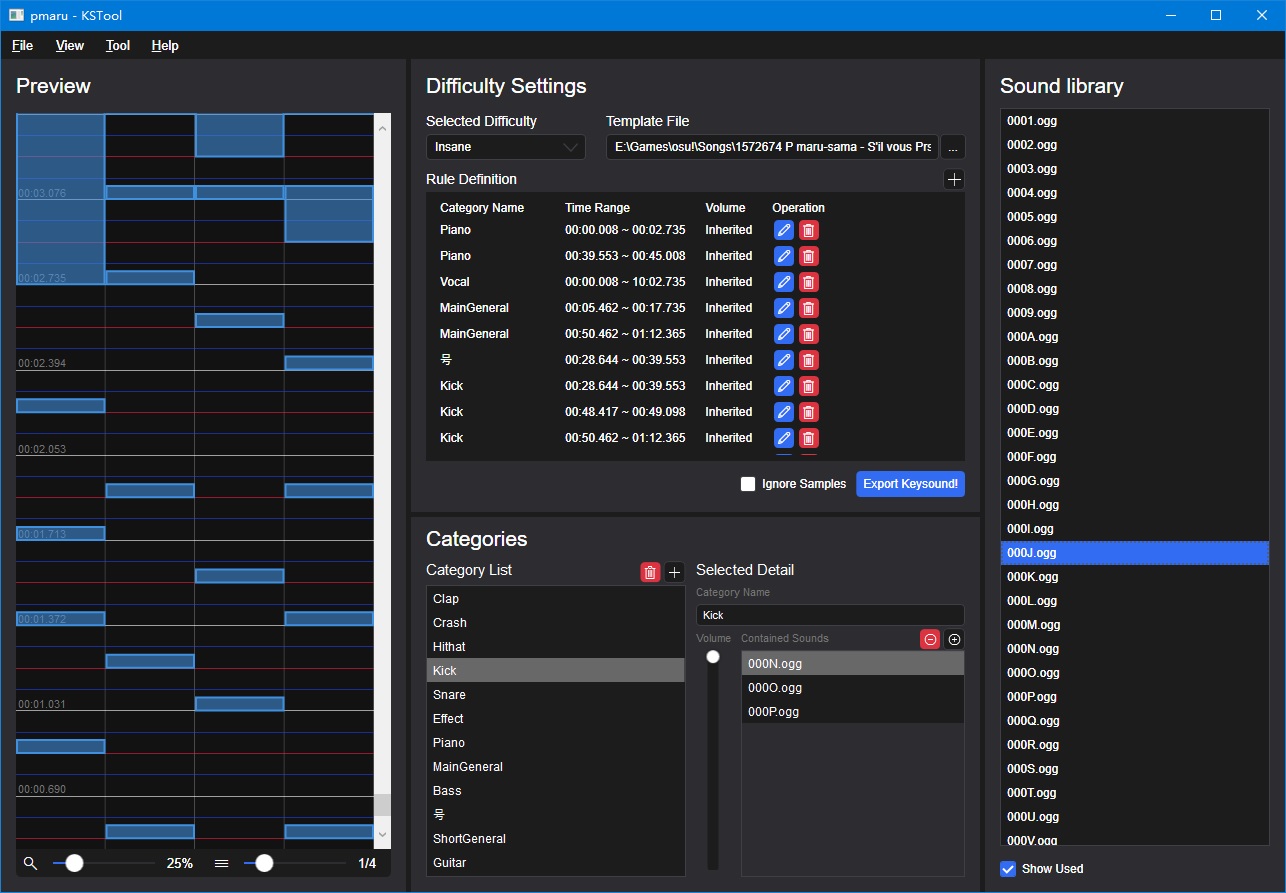 pmaru - KSTool
File View Tool Help
Preview
00:03.076
00:02.735
00:02.394
00:02.053
00:01.713
00:01.372
00:01.031
00:00.690
25%
1/4
Difficulty Settings
Selected Difficulty Template File
Insane E:\Games\osu!\Songs\1572674 P maru-sama - S'il vous Prs ...
Rule Definition
Category Name Time Range Volume Operation
Piano 00:00.008 ~ 00:02.735 Inherited
Piano 00:39.553 ~ 00:45.008 Inherited
Vocal 00:00.008 ~ 10:02.735 Inherited
MainGeneral 00:05.462 ~ 00:17.735 Inherited
MainGeneral 00:50.462 ~ 01:12.365 Inherited
号 00:28.644 ~ 00:39.553 Inherited
Kick 00:28.644 ~ 00:39.553 Inherited
Kick 00:48.417 ~ 00:49.098 Inherited
Kick 00:50.462 ~ 01:12.365 Inherited
Ignore Samples Export Keysound!
Categories
Category List
Clap
Crash
Hithat
Kick
Snare
Effect
Piano
MainGeneral
Bass
号
ShortGeneral
Guitar
Selected Detail
Category Name
Kick
Volume Contained Sounds
000N.ogg
000O.ogg
000P.ogg
Sound library
0001.ogg
0002.ogg
0003.ogg
0004.ogg
0005.ogg
0006.ogg
0007.ogg
0008.ogg
0009.ogg
000A.ogg
000B.ogg
000C.ogg
000D.ogg
000E.ogg
000F.ogg
000G.ogg
000H.ogg
000I.ogg
000J.ogg
000K.ogg
000L.ogg
000M.ogg
000N.ogg
000O.ogg
000P.ogg
000Q.ogg
000R.ogg
000S.ogg
000T.ogg
000U.ogg
000V.ogg
Show Used